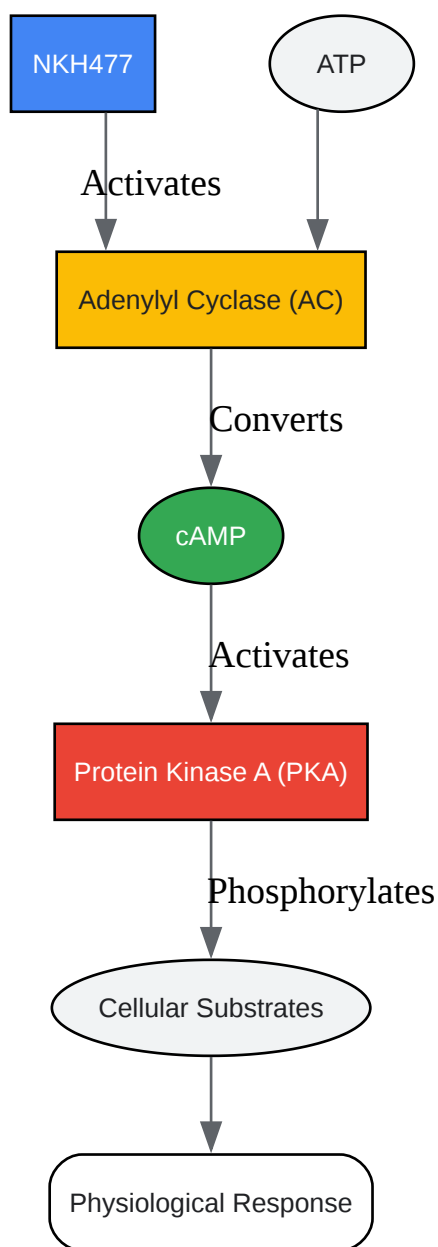 NKH477
ATP
Activates
Adenylyl Cyclase (AC)
Converts
cAMP
Activates
Protein Kinase A (PKA)
Phosphorylates
Cellular Substrates
Physiological Response